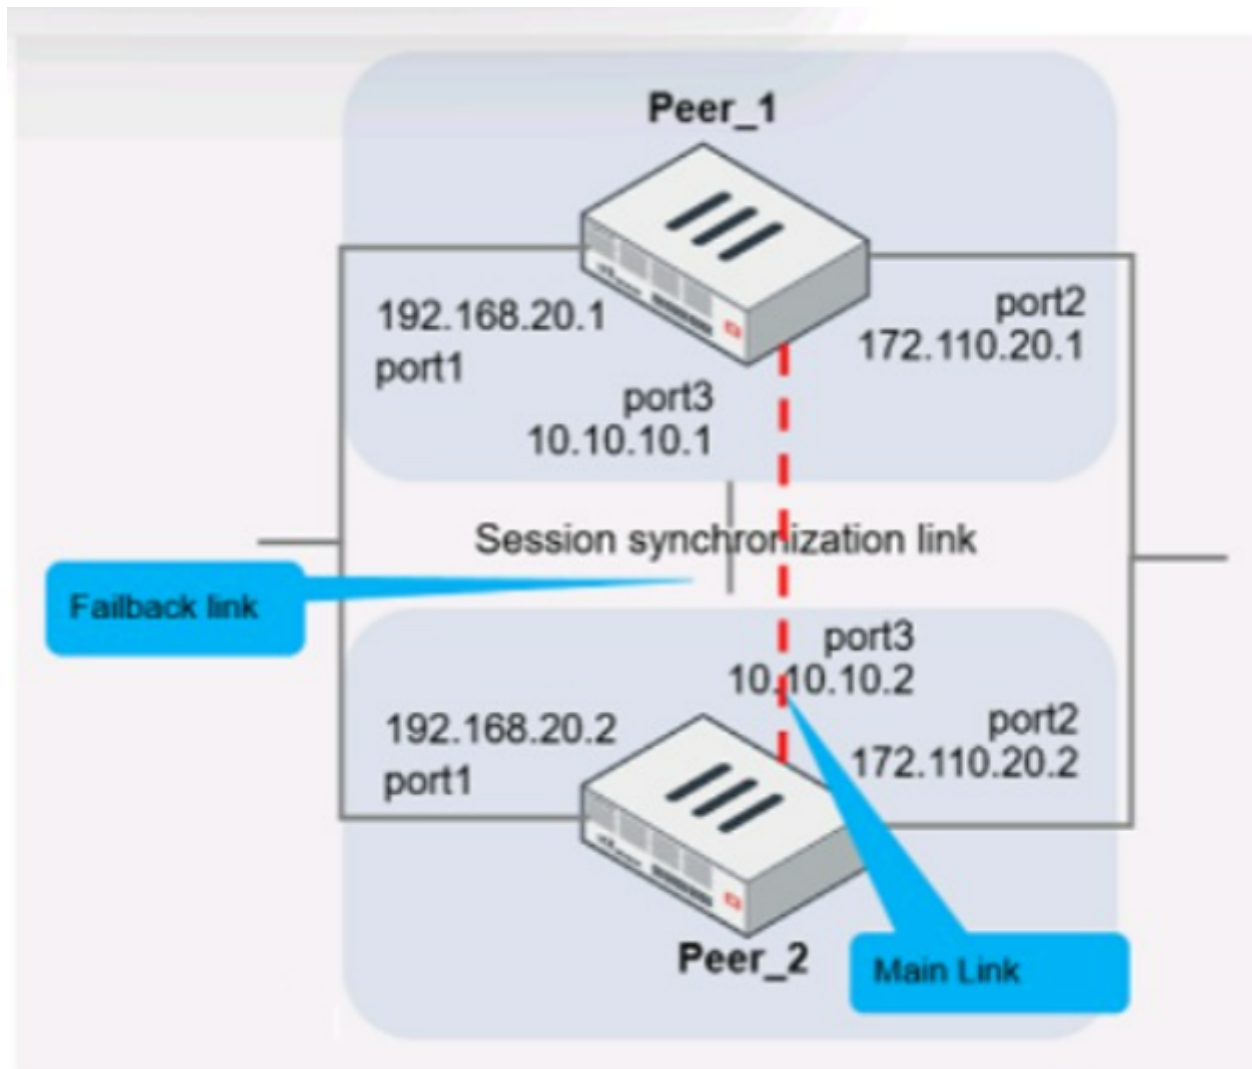 Peer_1
192.168.20.1
port1
port2
172.110.20.1
port3
10.10.10.1
Session synchronization link
Failback link
port3
10.10.10.2
192.168.20.2
port1
port2
172.110.20.2
Peer_2
Main Link